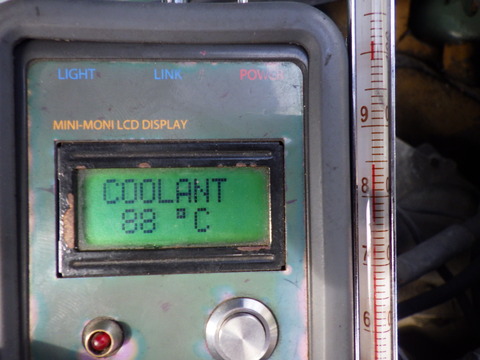 LIGHT LINK POWER
MINI-MONI LCD DISPLAY
COOLANT
88 °C
9
8
7
6